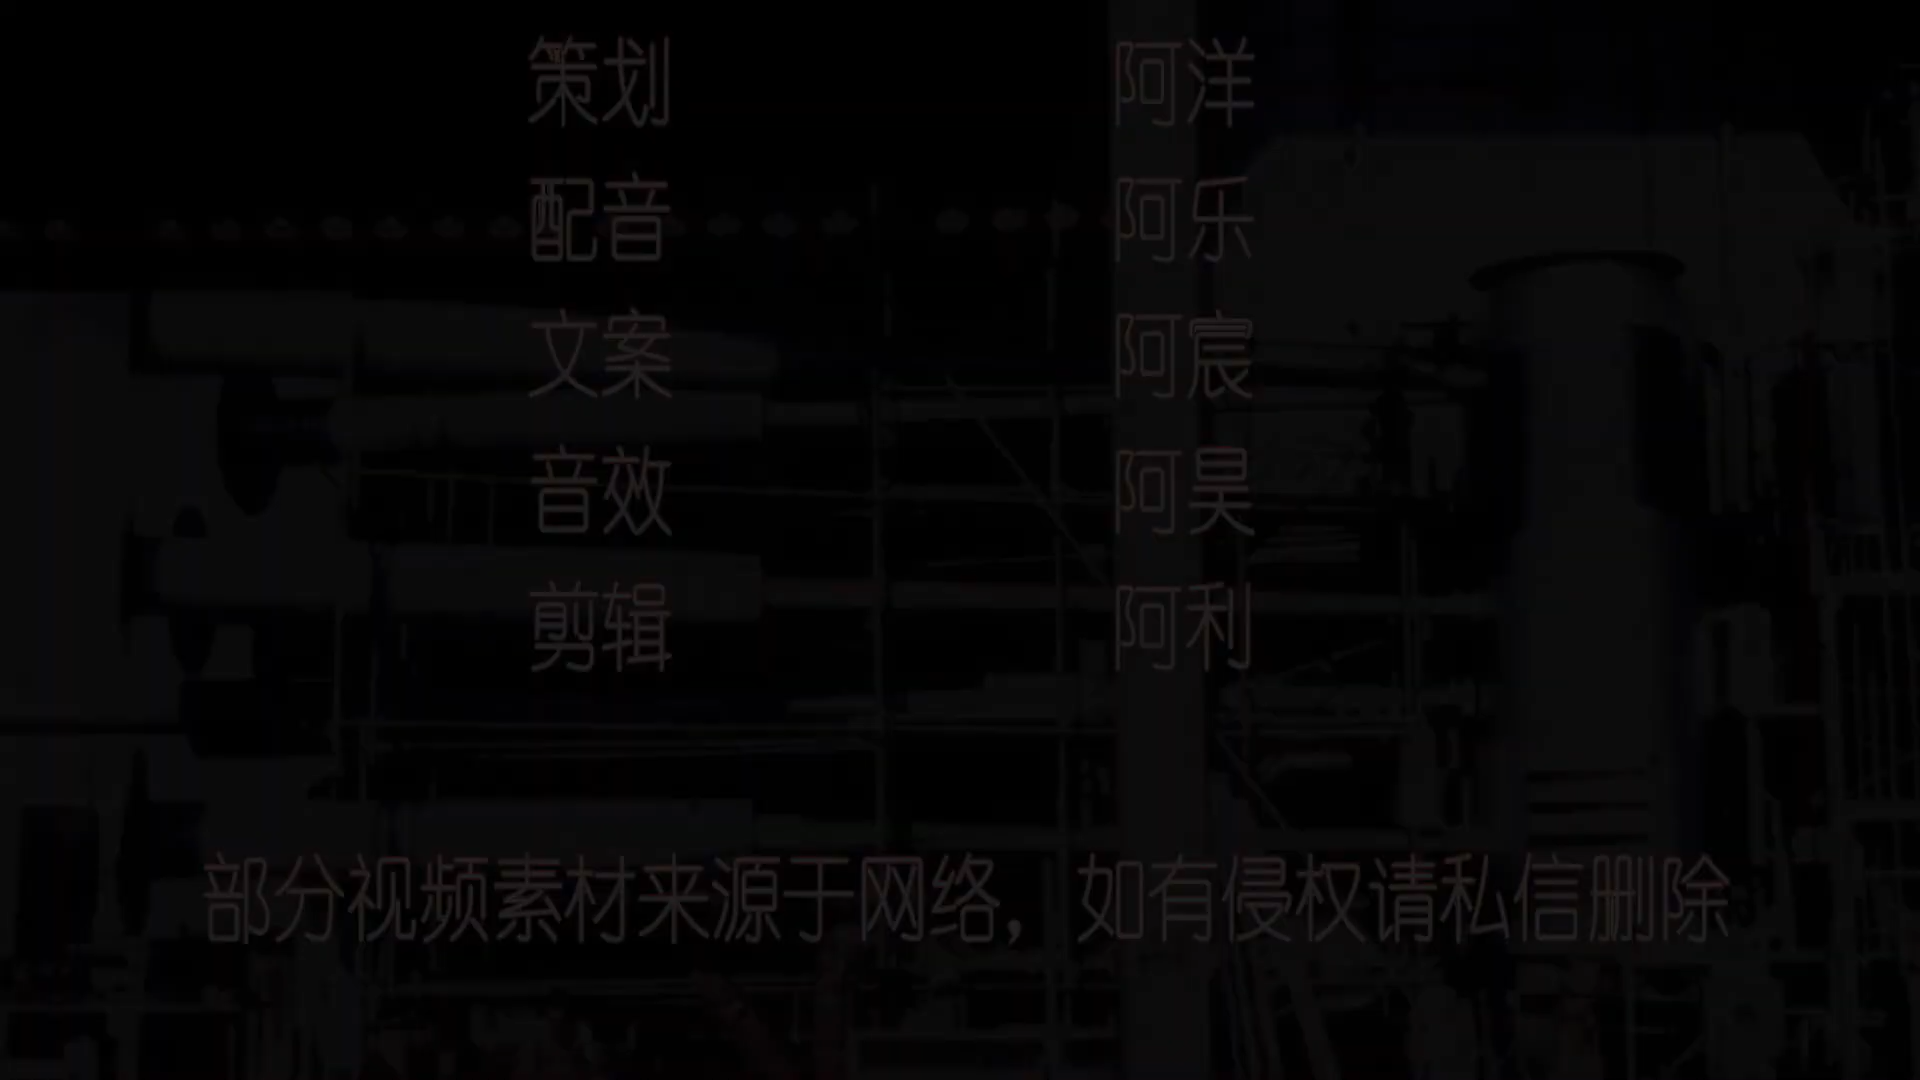 策划 阿洋
配音 阿乐
文案 阿宸
音效 阿昊
剪辑 阿利
部分视频素材来源于网络，如有侵权请私信删除